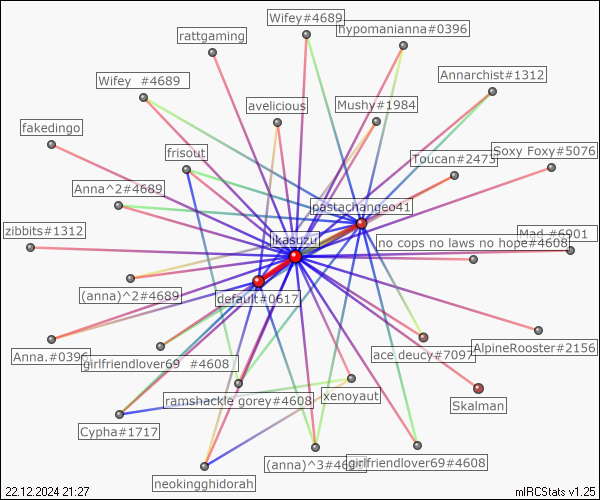 Wifey#4689
hypomanianna#0396
rattgaming
Annarchist#1312
Wifey #4689
avelicious
Mushy#1984
fakedingo
frisout
Toucan#2473
Soxy Foxy#5076
Anna^2#4689
pastachangeo41
zibbits#1312
ikasuzu
Mad #6901
no cops no laws no hope#4608
(anna)^2#4689
default#0617
Anna.#0396
girlfriendlover69 #4608
ace deucy#7097
AlpineRooster#2156
ramshackle gorey#4608
xenoyaut
Skalman
Cypha#1717
(anna)^3#4689
girlfriendlover69#4608
neokingghidorah
22.12.2024 21:27
mIRCStats v1.25